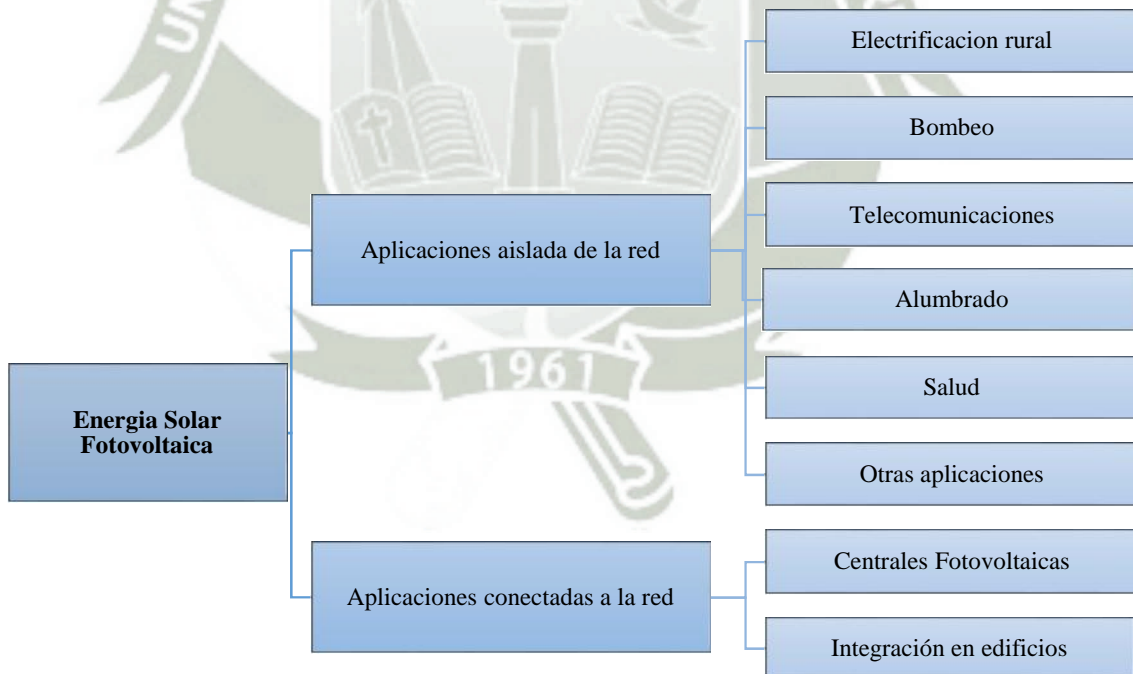 UN
Electrificacion rural
Bombeo
Telecomunicaciones
Aplicaciones aislada de la red
Alumbrado
1961
Salud
Energia Solar
Fotovoltaica
Otras aplicaciones
Centrales Fotovoltaicas
Aplicaciones conectadas a la red
Integración en edificios